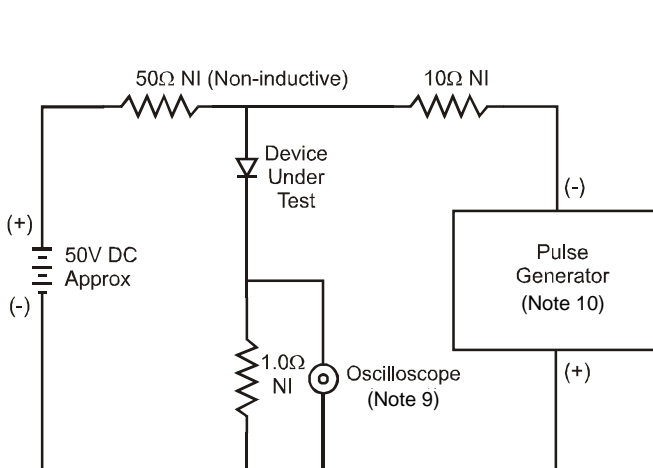 50Ω NI (Non-inductive)
10Ω NI
Device
Under
Test
(+)
50V DC
Approx
(-)
(-)
Pulse
Generator
(Note 10)
(+)
1.0Ω
NI
Oscilloscope
(Note 9)